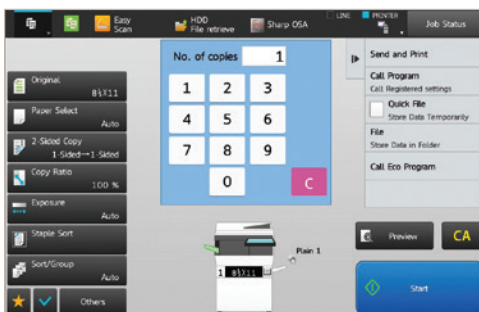 Easy
Scan
HDD
File retrieve
Sharp OSA
LINE
PRINTER
Job Status
Original
8½X11
Paper Select
Auto
2-Sided Copy
1-Sided→1-Sided
Copy Ratio
100 %
Exposure
Auto
Staple Sort
Sort/Group
Auto
Others
No. of copies 1
1 2 3
4 5 6
7 8 9
0 C
Plain 1
1 8½X11
Send and Print
Call Program
Call Registered settings
Quick File
Store Data Temporarily
File
Store Data in Folder
Call Eco Program
Preview
CA
Start